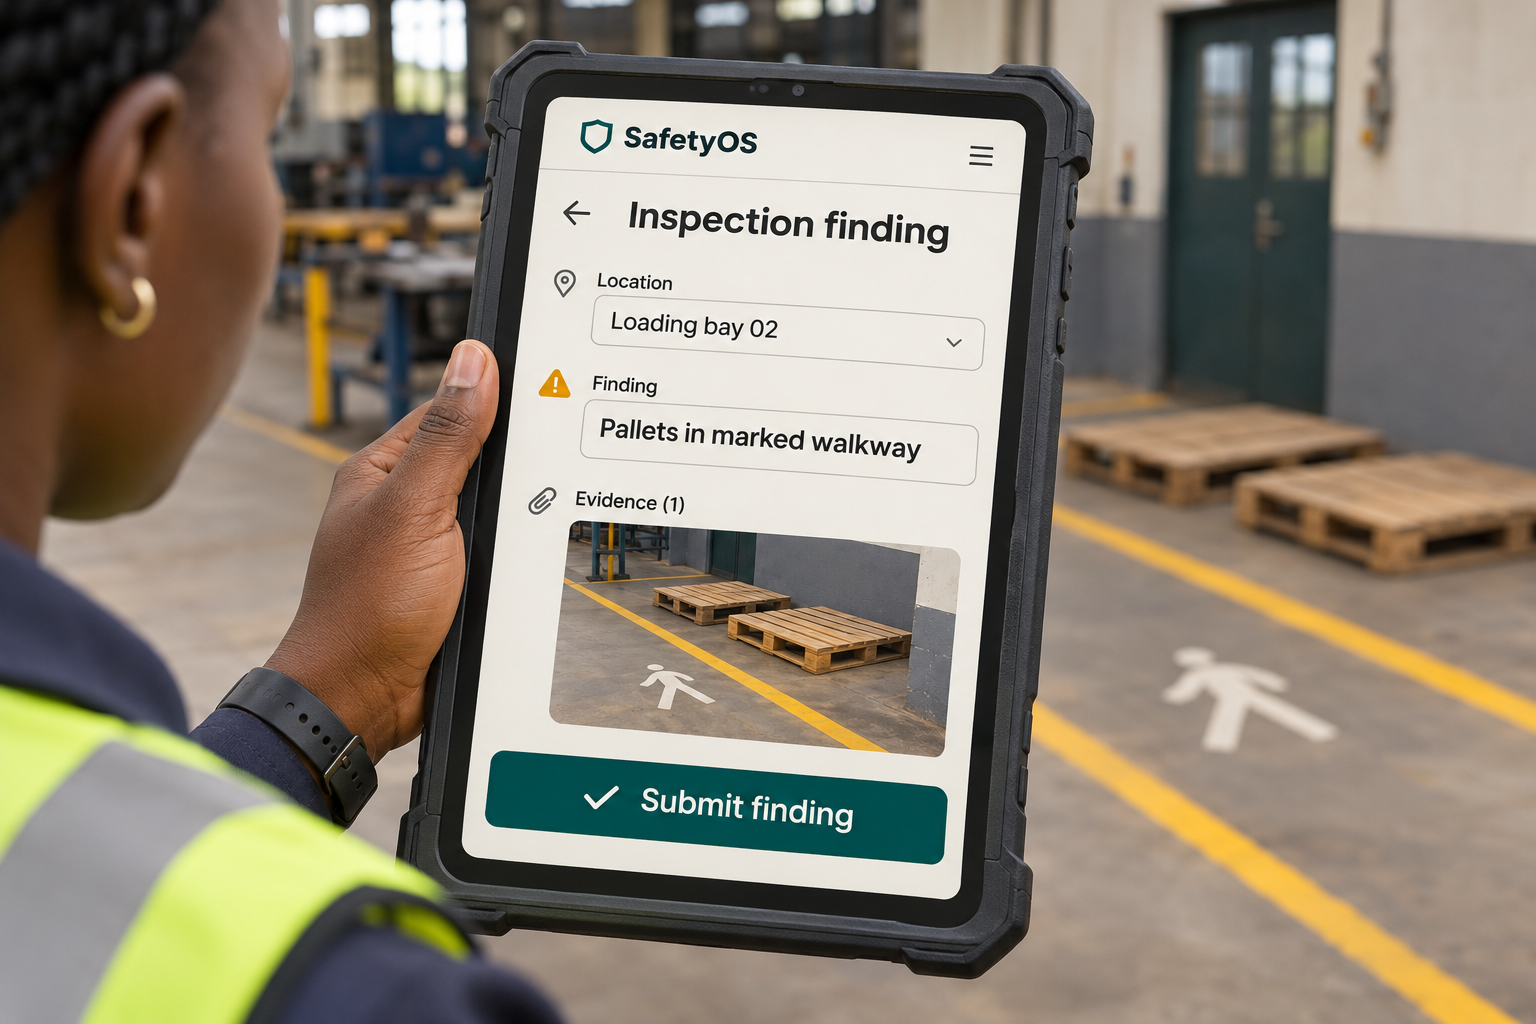 SafetyOS
Inspection finding
Location
Loading bay 02
Finding
Pallets in marked walkway
Evidence (1)
Submit finding